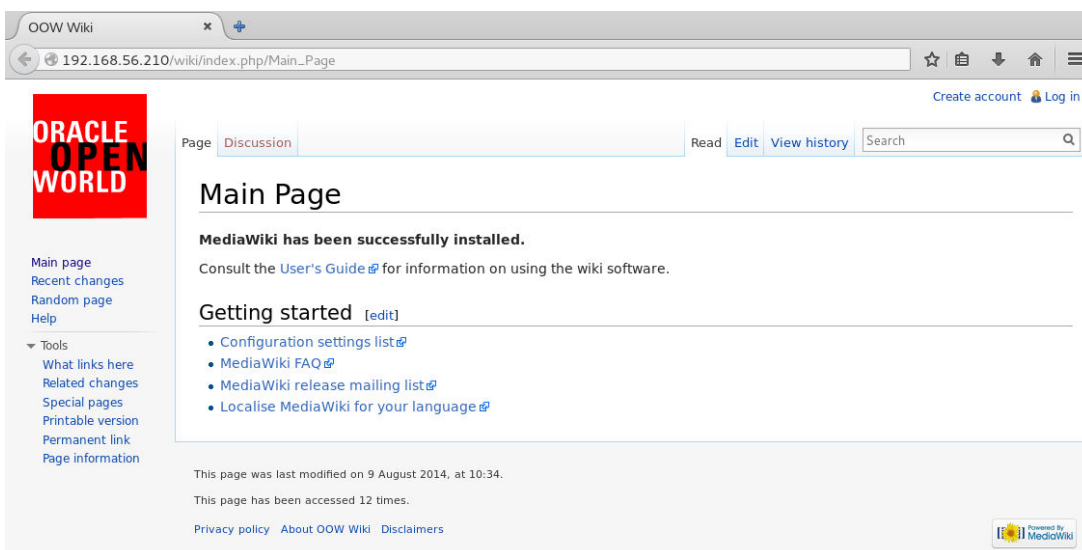 OOW Wiki
192.168.56.210/wiki/index.php/Main_Page
Create account Log in
ORACLE
OPEN
WORLD
Page Discussion Read Edit View history Search
Main Page
MediaWiki has been successfully installed.
Consult the User's Guide for information on using the wiki software.
Getting started [edit]
Configuration settings list
MediaWiki FAQ
MediaWiki release mailing list
Localise MediaWiki for your language
Main page
Recent changes
Random page
Help
Tools
What links here
Related changes
Special pages
Printable version
Permanent link
Page information
This page was last modified on 9 August 2014, at 10:34.
This page has been accessed 12 times.
Privacy policy About OOW Wiki Disclaimers
Powered By
MediaWiki